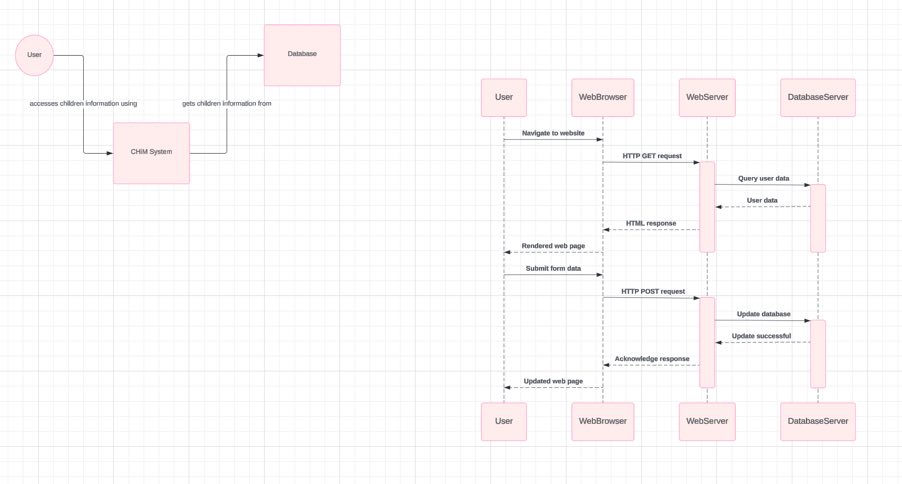 User
Database
accesses children information using
gets children information from
CHIM System
User
WebBrowser
WebServer
DatabaseServer
Navigate to website
HTTP GET request
Query user data
User data
HTML response
Rendered web page
Submit form data
HTTP POST request
Update database
Update successful
Acknowledge response
Updated web page
User
WebBrowser
WebServer
DatabaseServer